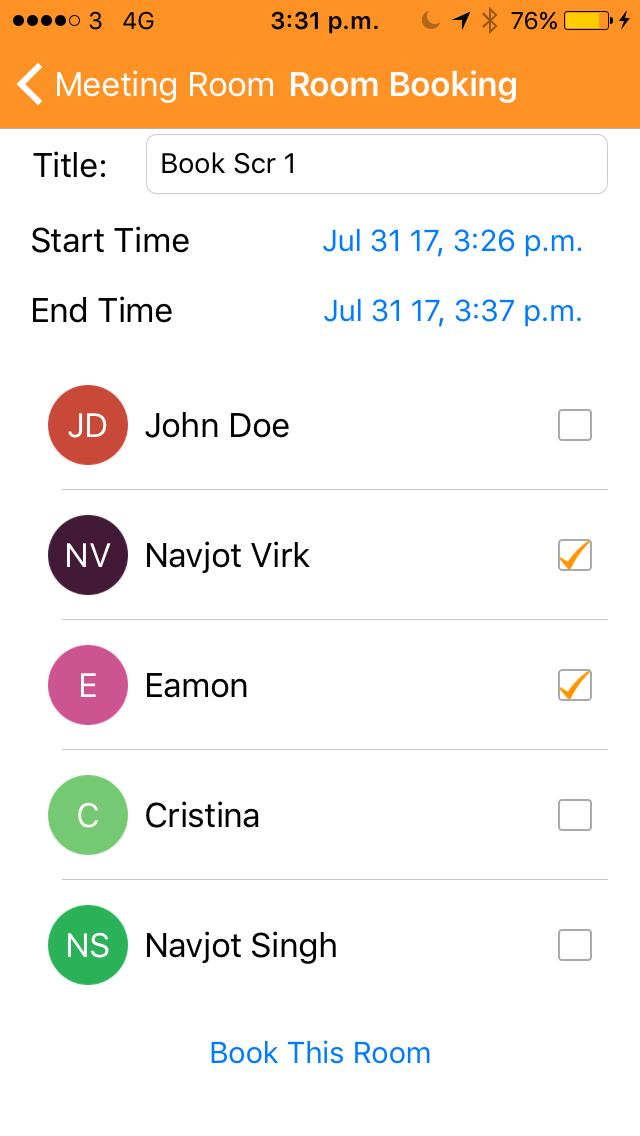 3 4G 3:31 p.m. 76%
Meeting Room Room Booking
Title: Book Scr 1
Start Time Jul 31 17, 3:26 p.m.
End Time Jul 31 17, 3:37 p.m.
JD John Doe
NV Navjot Virk
E Eamon
C Cristina
NS Navjot Singh
Book This Room